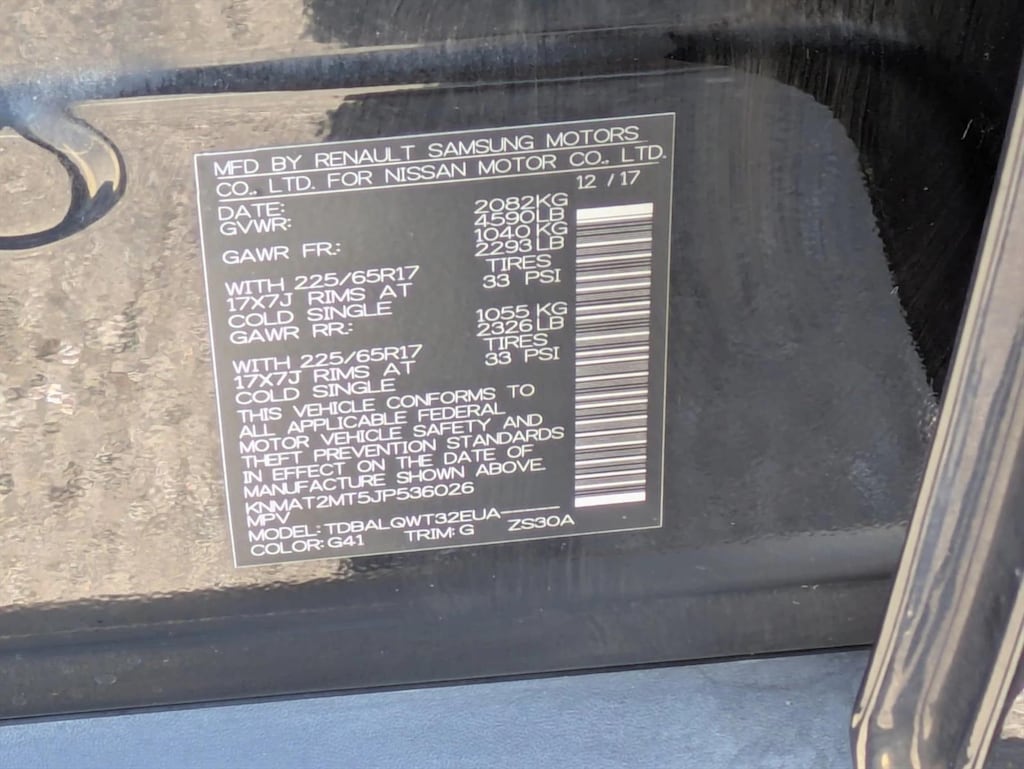 MFD BY RENAULT SAMSUNG MOTORS
CO., LTD. FOR NISSAN MOTOR CO., LTD.
DATE: 12 / 17
GVWR: 2082KG
4590LB
GAWR FR.: 1040 KG
2293 LB
WITH 225/65R17 TIRES
17X7J RIMS AT 33 PSI
COLD SINGLE
GAWR RR.: 1055 KG
2326 LB
WITH 225/65R17 TIRES
17X7J RIMS AT 33 PSI
COLD SINGLE
THIS VEHICLE CONFORMS TO
ALL APPLICABLE FEDERAL
MOTOR VEHICLE SAFETY AND
THEFT PREVENTION STANDARDS
IN EFFECT ON THE DATE OF
MANUFACTURE SHOWN ABOVE.
KNMAT2MT5JP536026
MPV
MODEL: TDBALQWT32EUA-----
COLOR: G41 TRIM: G ZS30A